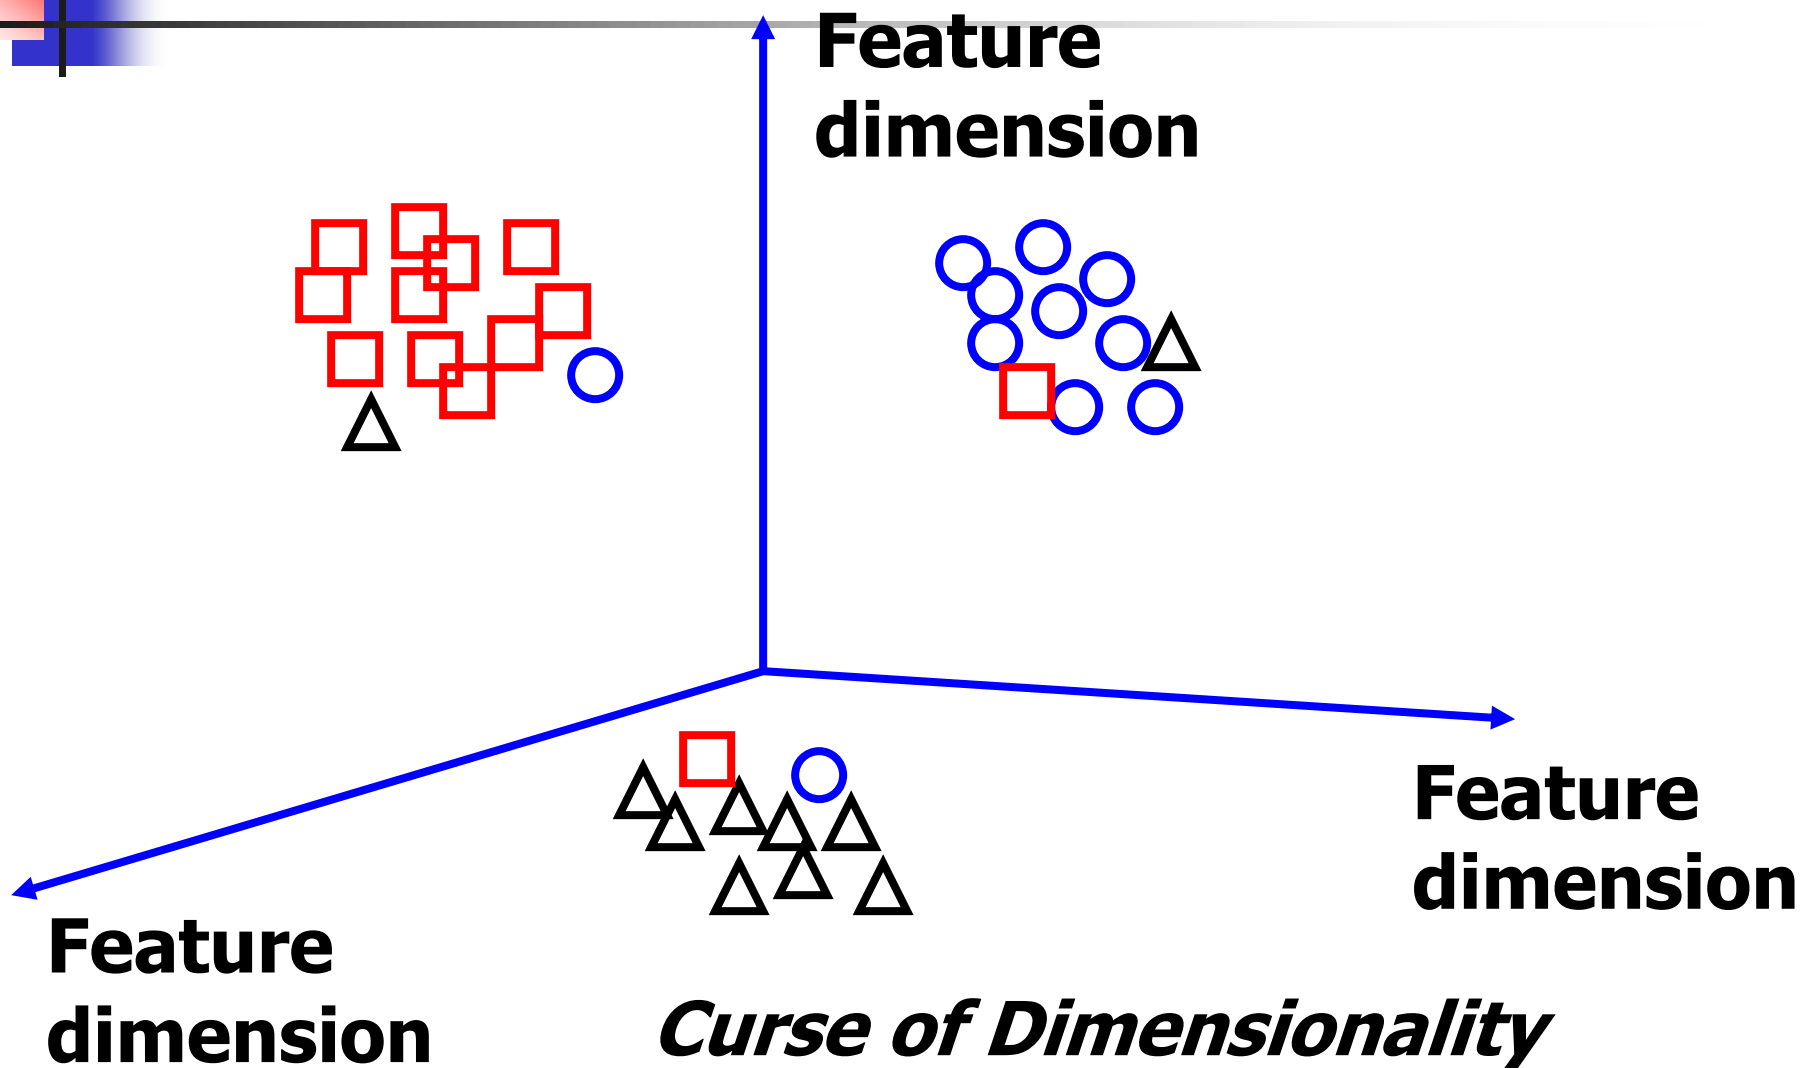 Feature
dimension
Feature
dimension
Feature
dimension
Curse of Dimensionality